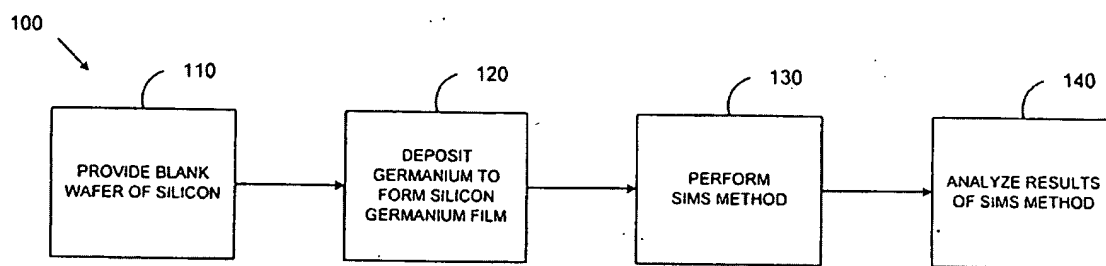 100
110
120
130
140
PROVIDE BLANK
WAFER OF SILICON
DEPOSIT
GERMANIUM TO
FORM SILICON
GERMANIUM FILM
PERFORM
SIMS METHOD
ANALYZE RESULTS
OF SIMS METHOD